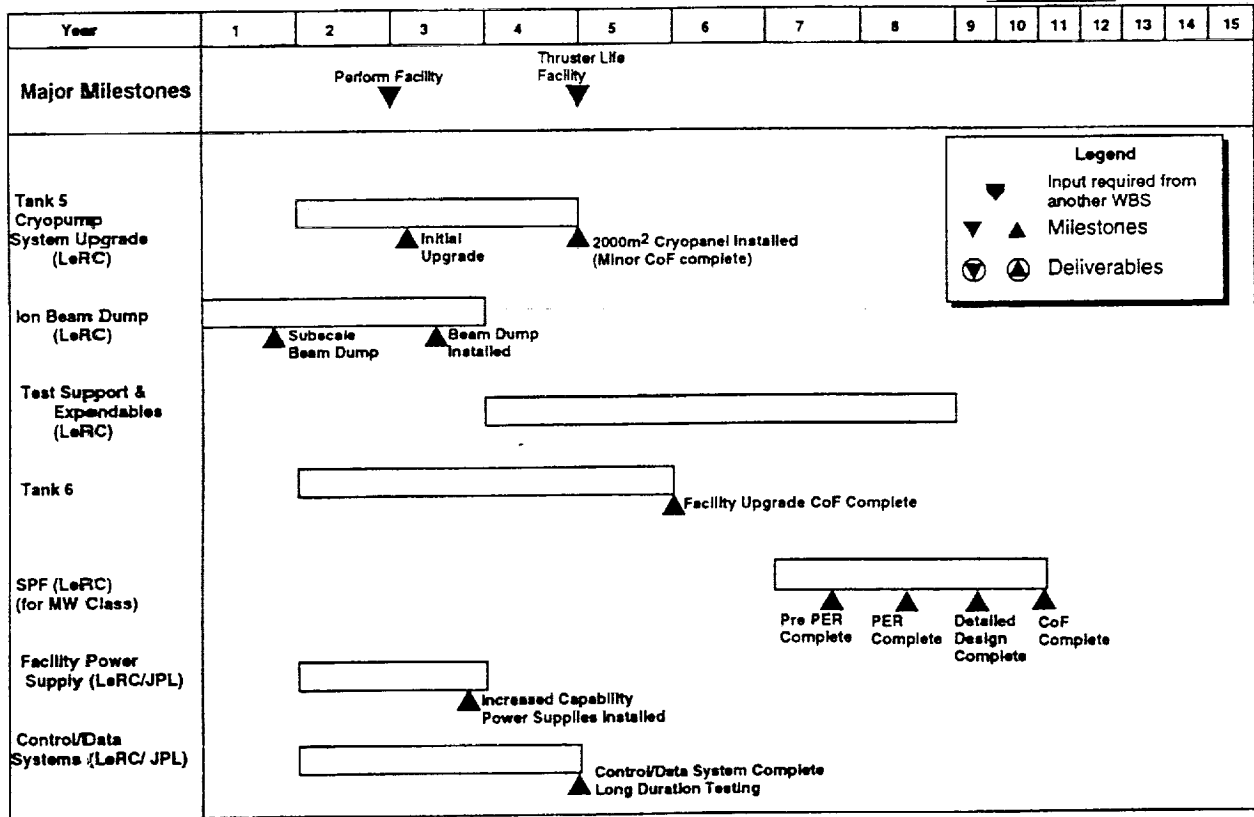 Year 1 2 3 4 5 6 7 8 9 10 11 12 13 14 15
Major Milestones
Perform Facility
Thruster Life
Facility
Legend
Input required from
another WBS
Milestones
Deliverables
Tank 5
Cryopump
System Upgrade
(LeRC)
Initial
Upgrade
2000m² Cryopanel Installed
(Minor CoF complete)
Ion Beam Dump
(LeRC)
Subscale
Beam Dump
Beam Dump
Installed
Test Support &
Expendables
(LeRC)
Tank 6
Facility Upgrade CoF Complete
SPF (LeRC)
(for MW Class)
Pre PER
Complete
PER
Complete
Detailed
Design
Complete
CoF
Complete
Facility Power
Supply (LeRC/JPL)
Increased Capability
Power Supplies Installed
Control/Data
Systems (LeRC/ JPL)
Control/Data System Complete
Long Duration Testing